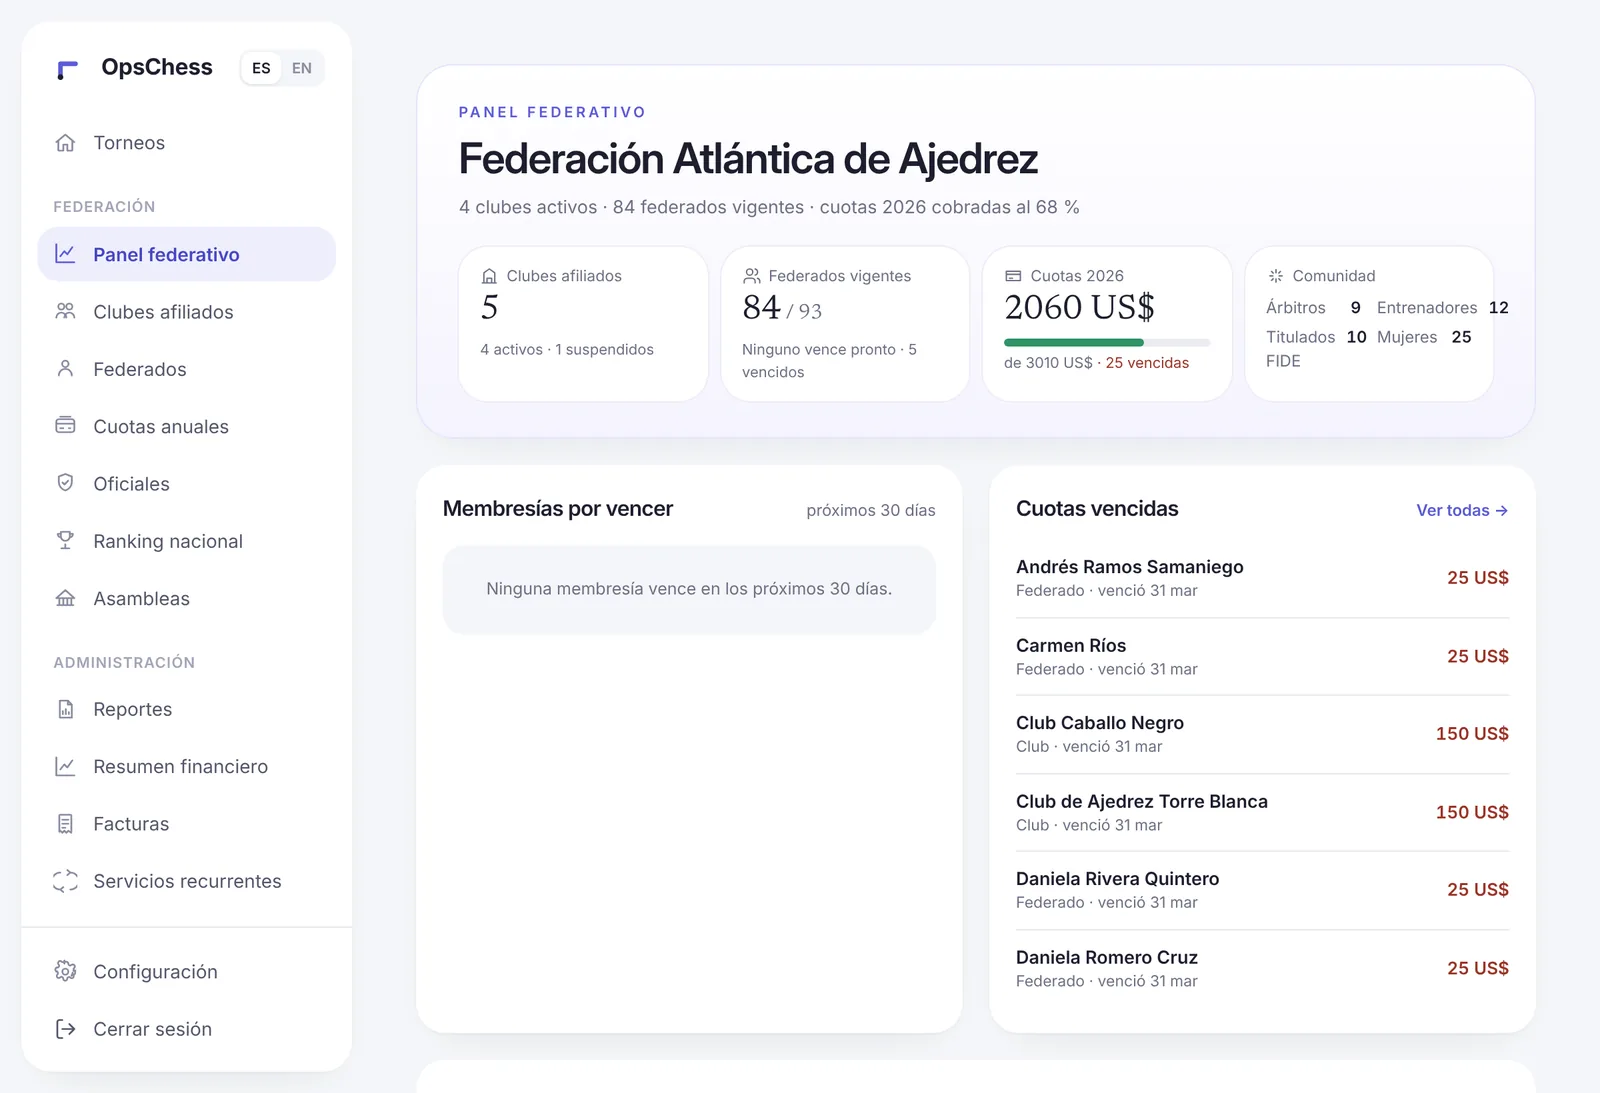 OpsChess
ES EN
Torneos
FEDERACIÓN
Panel federativo
Clubes afiliados
Federados
Cuotas anuales
Oficiales
Ranking nacional
Asambleas
ADMINISTRACIÓN
Reportes
Resumen financiero
Facturas
Servicios recurrentes
Configuración
Cerrar sesión
PANEL FEDERATIVO
Federación Atlántica de Ajedrez
4 clubes activos · 84 federados vigentes · cuotas 2026 cobradas al 68 %
Clubes afiliados
5
4 activos · 1 suspendidos
Federados vigentes
84 / 93
Ninguno vence pronto · 5
vencidos
Cuotas 2026
2060 US$
de 3010 US$ · 25 vencidas
Comunidad
Árbitros 9 Entrenadores 12
Titulados 10 Mujeres 25
FIDE
Membresías por vencer
próximos 30 días
Ninguna membresía vence en los próximos 30 días.
Cuotas vencidas
Ver todas →
Andrés Ramos Samaniego
Federado · venció 31 mar
25 US$
Carmen Ríos
Federado · venció 31 mar
25 US$
Club Caballo Negro
Club · venció 31 mar
150 US$
Club de Ajedrez Torre Blanca
Club · venció 31 mar
150 US$
Daniela Rivera Quintero
Federado · venció 31 mar
25 US$
Daniela Romero Cruz
Federado · venció 31 mar
25 US$